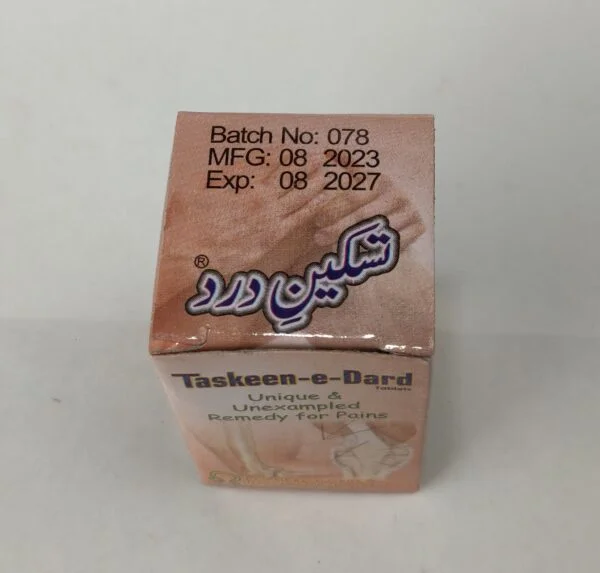 Batch No: 078
MFG: 08 2023
Exp: 08 2027
تسکینِ درد
®
Taskeen-e-Dard
Tablets
Unique &
Unexampled
Remedy for Pains